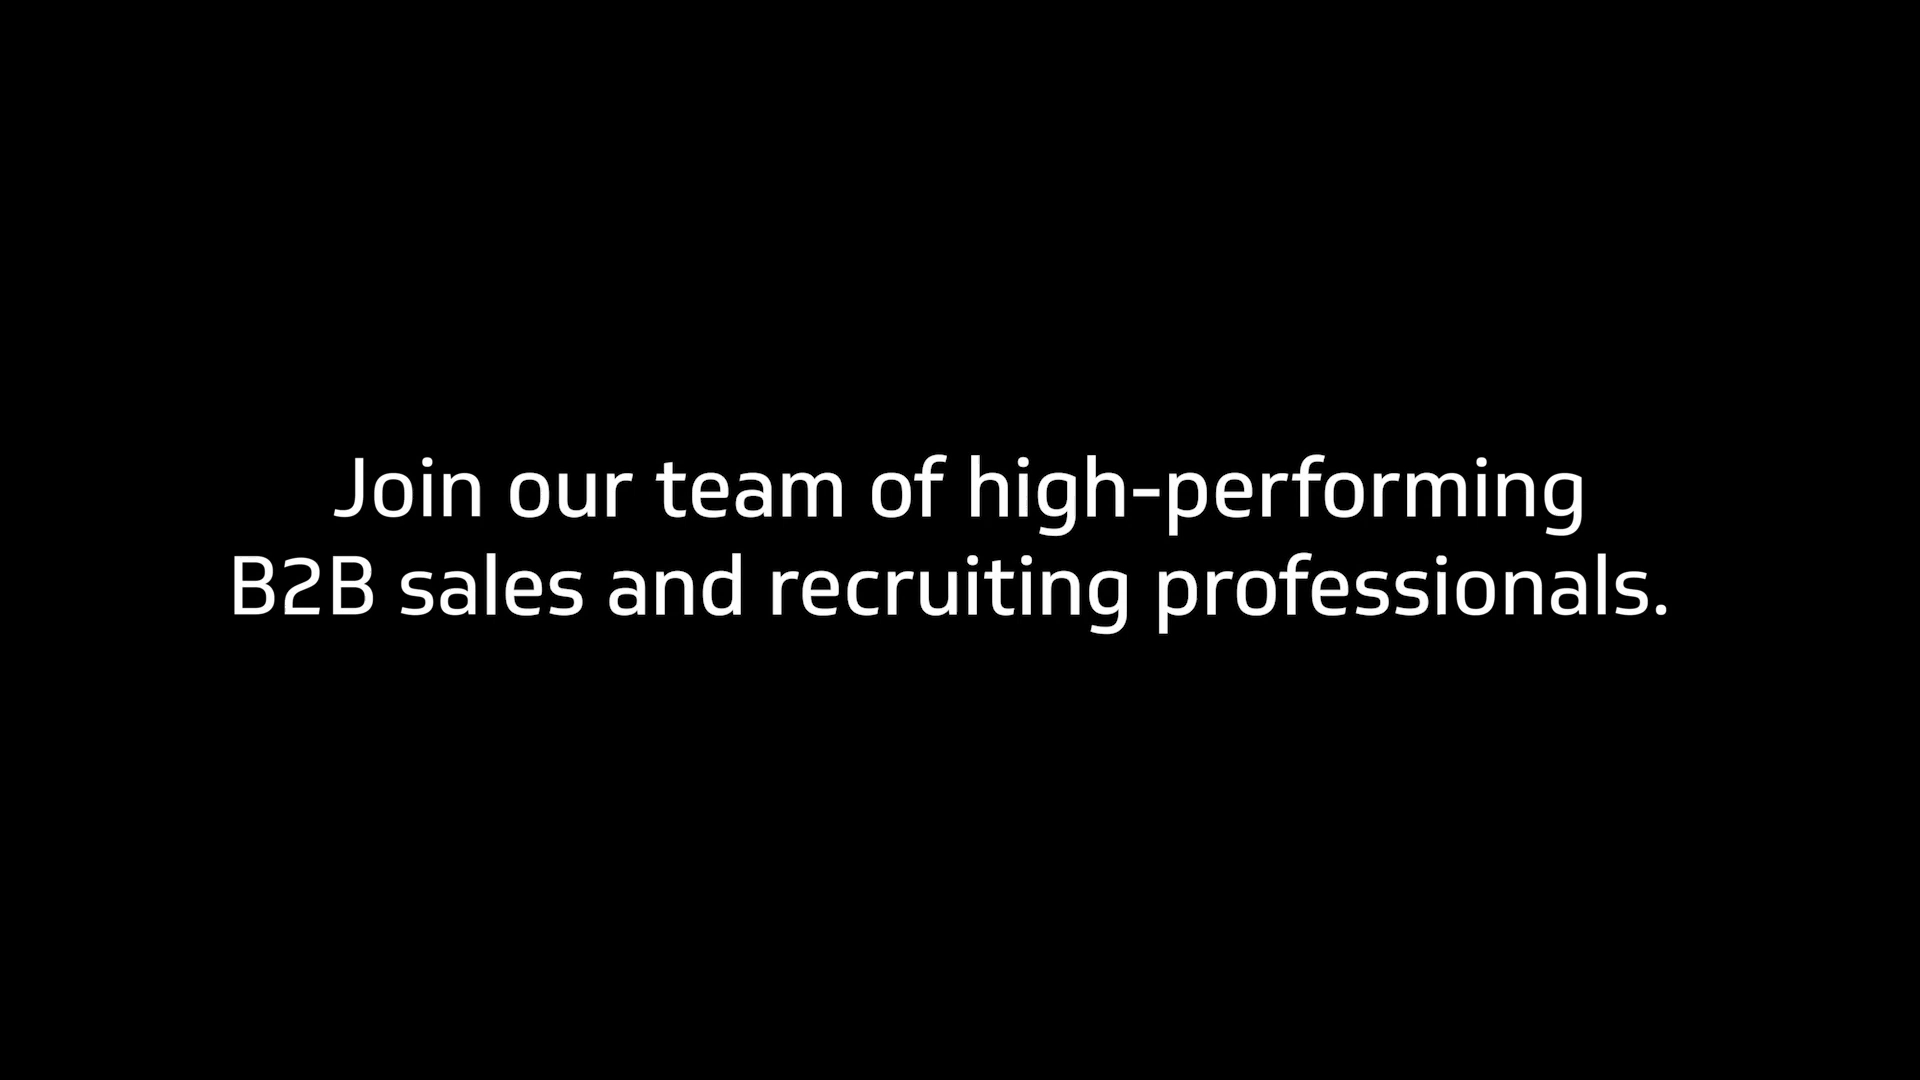 Join our team of high-performing
B2B sales and recruiting professionals.